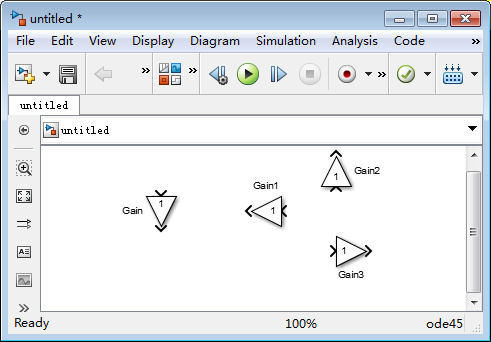 untitled *
File Edit View Display Diagram Simulation Analysis Code »
» »
untitled
untitled
Gain2
1
Gain1
1
Gain
1
1
Gain3
»
Ready 100% ode45